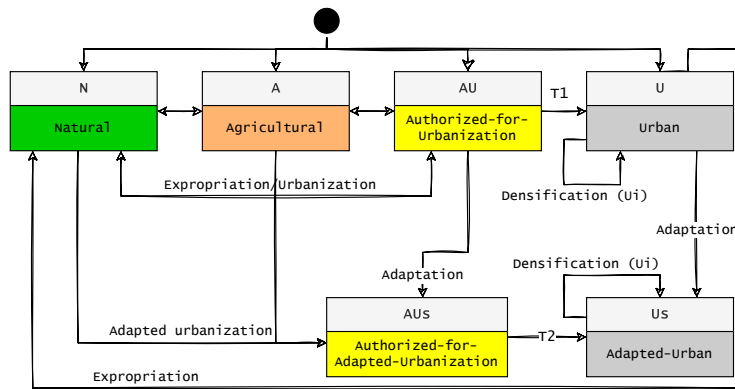 N
A
AU
U
T1
Natural
Agricultural
Authorized-for-
Urbanization
Urban
Expropriation/Urbanization
Densification (Ui)
Adaptation
Densification (Ui)
Adaptation
AUs
Us
Adapted urbanization
T2
Authorized-for-
Adapted-Urbanization
Adapted-Urban
Expropriation